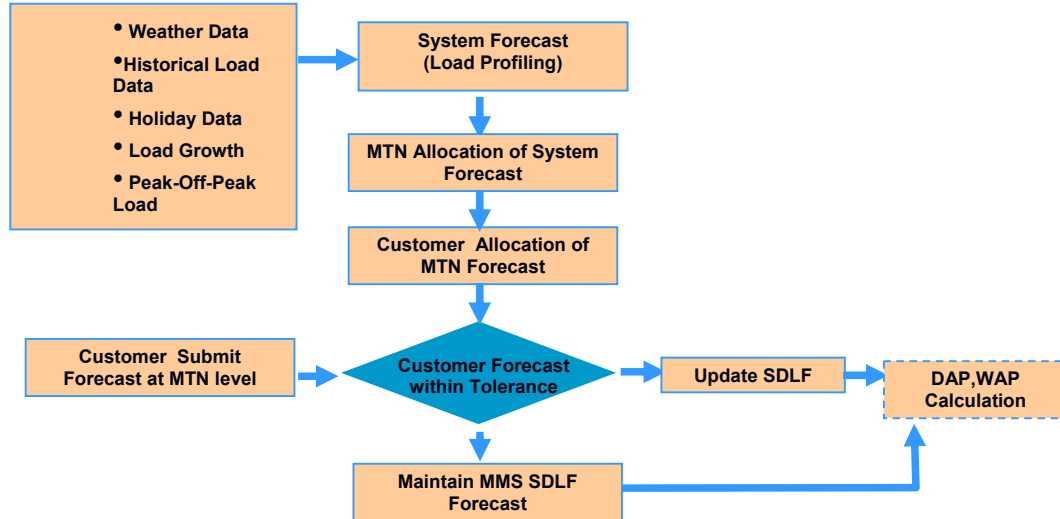 • Weather Data
•Historical Load
Data
• Holiday Data
• Load Growth
• Peak-Off-Peak
Load
System Forecast
(Load Profiling)
MTN Allocation of System
Forecast
Customer Allocation of
MTN Forecast
Customer Submit
Forecast at MTN level
Customer Forecast
within Tolerance
Update SDLF
DAP,WAP
Calculation
Maintain MMS SDLF
Forecast